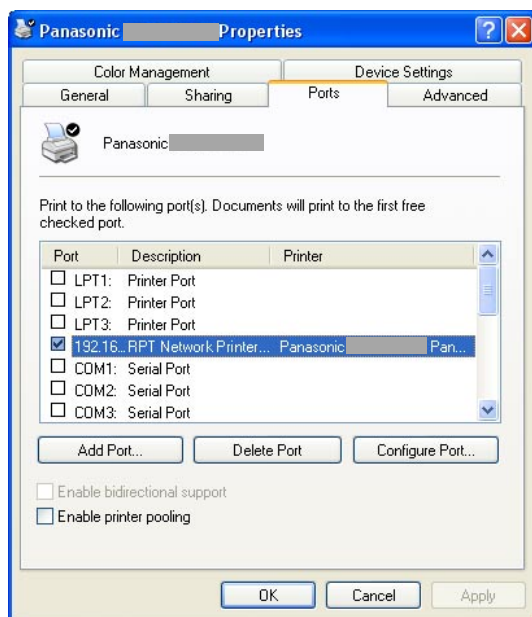 Panasonic Properties
Color Management Device Settings
General Sharing Ports Advanced
Panasonic
Print to the following port(s). Documents will print to the first free
checked port.
Port Description Printer
LPT1: Printer Port
LPT2: Printer Port
LPT3: Printer Port
192.16... RPT Network Printer... Panasonic Pan...
COM1: Serial Port
COM2: Serial Port
COM3: Serial Port
Add Port... Delete Port Configure Port...
Enable bidirectional support
Enable printer pooling
OK Cancel Apply